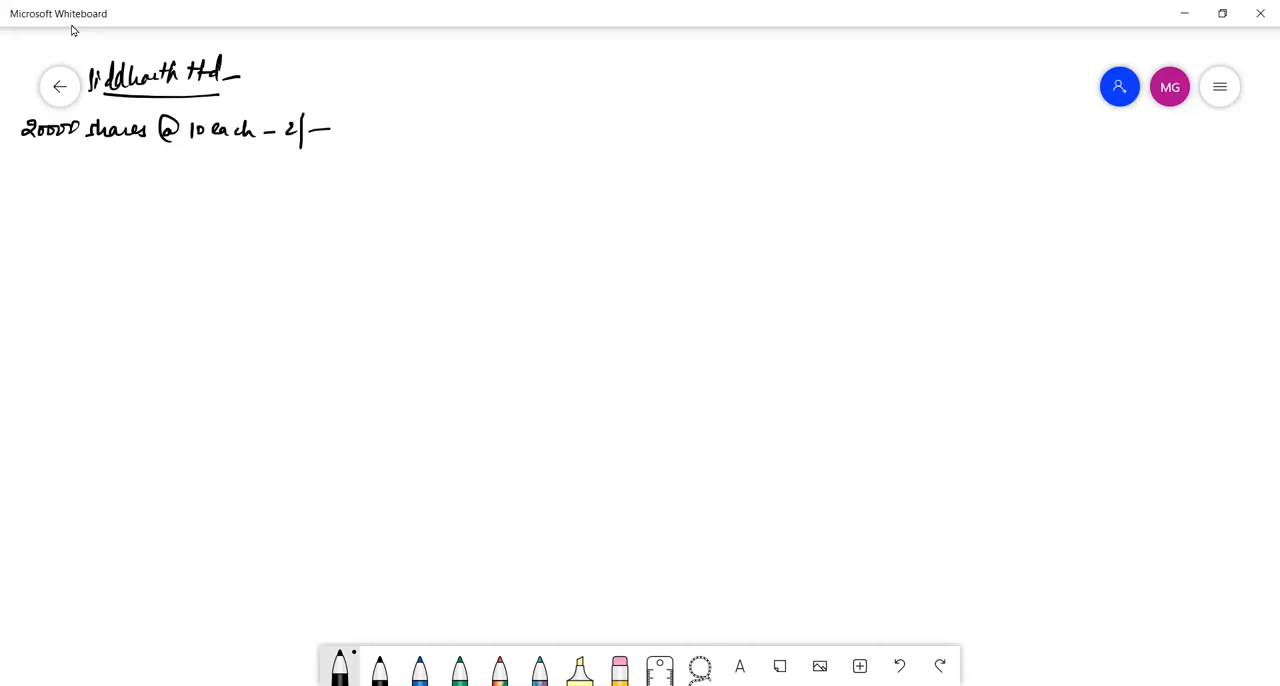 Microsoft Whiteboard
Siddharth Ltd
MG
20000 shares @ 10 each - 2/-
A